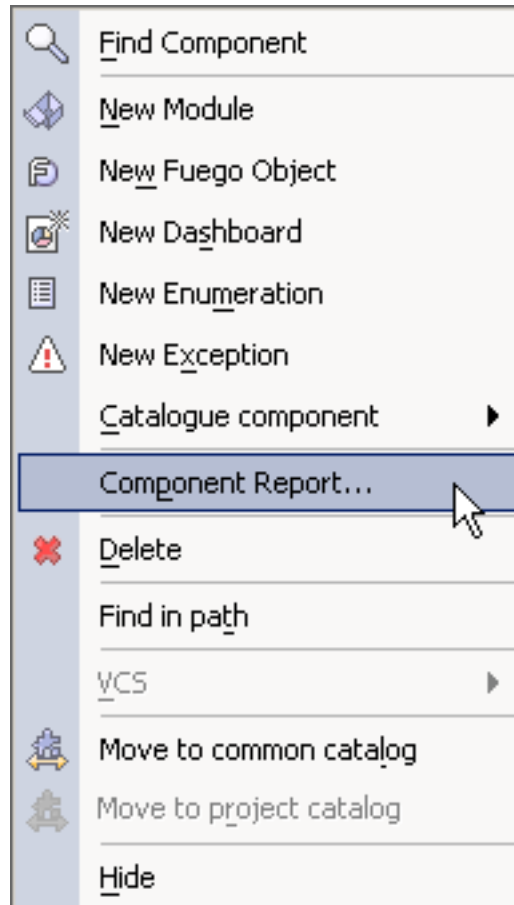 Find Component
New Module
New Fuego Object
New Dashboard
New Enumeration
New Exception
Catalogue component
Component Report...
Delete
Find in path
VCS
Move to common catalog
Move to project catalog
Hide